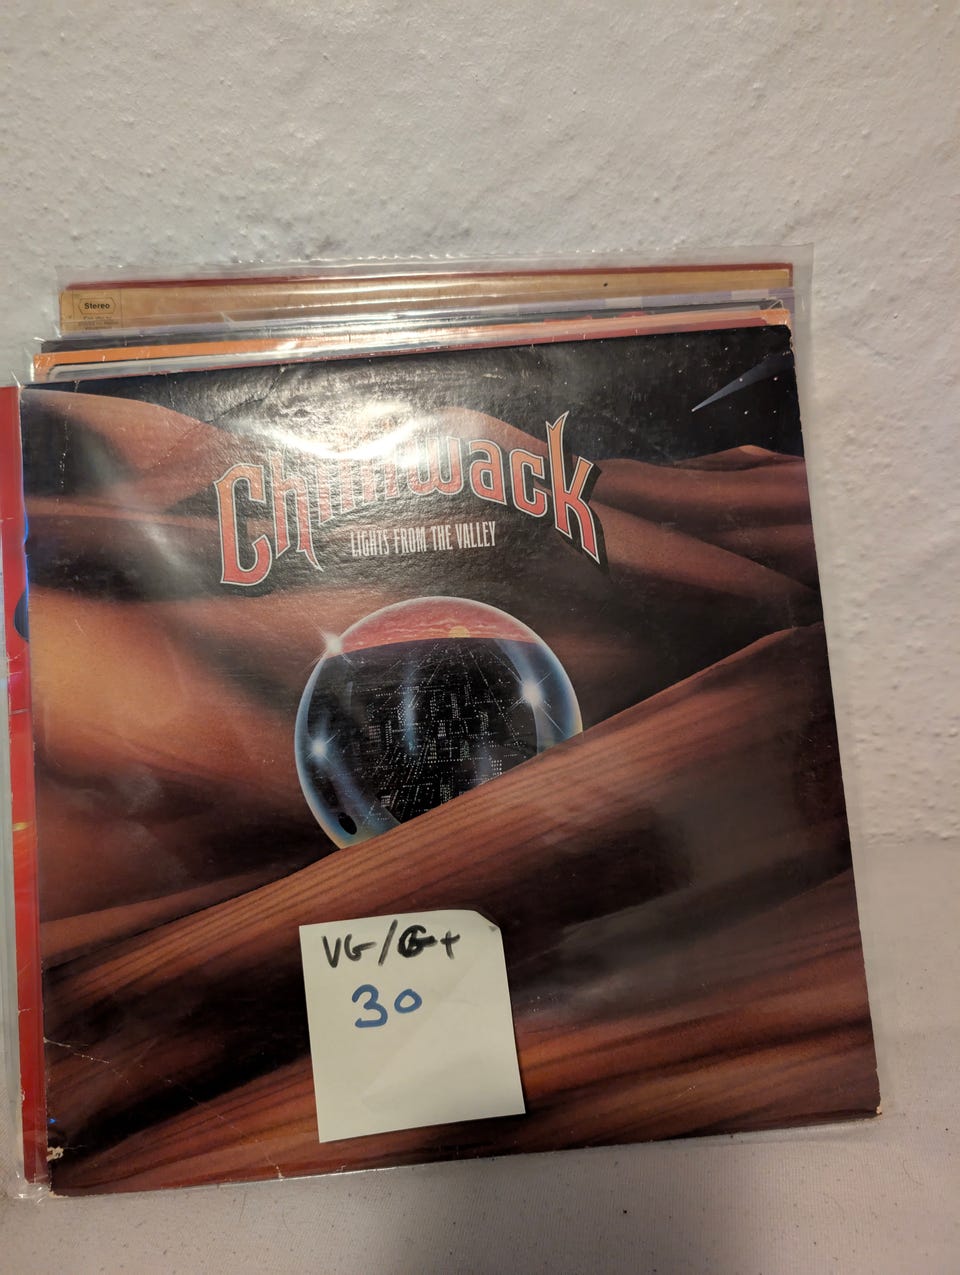 Stereo
Chilliwack
LIGHTS FROM THE VALLEY
VG/G+
30